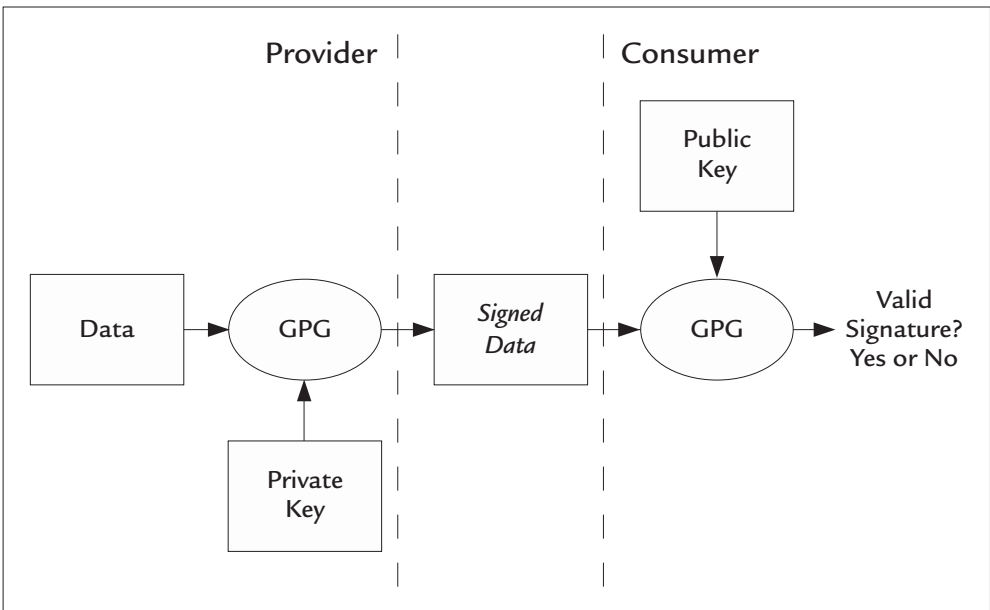 Provider
Consumer
Public
Key
Data
GPG
Signed
Data
GPG
Valid
Signature?
Yes or No
Private
Key